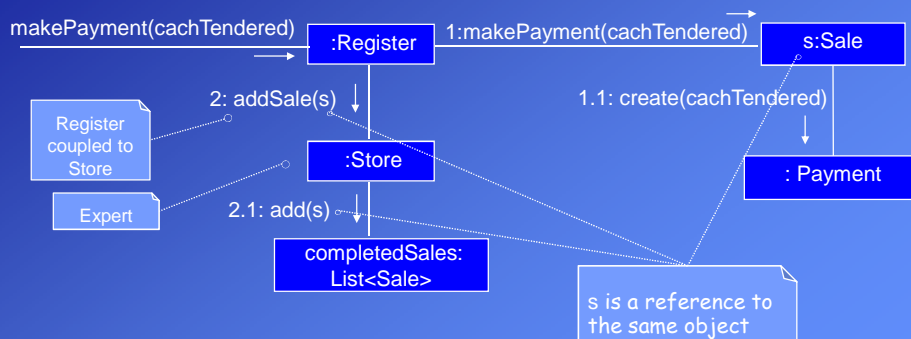 makePayment(cachTendered)
:Register
1:makePayment(cachTendered)
s:Sale
2: addSale(s)
1.1: create(cachTendered)
Register
coupled to
Store
:Store
: Payment
Expert
2.1: add(s)
completedSales:
List<Sale>
s is a reference to
the same object